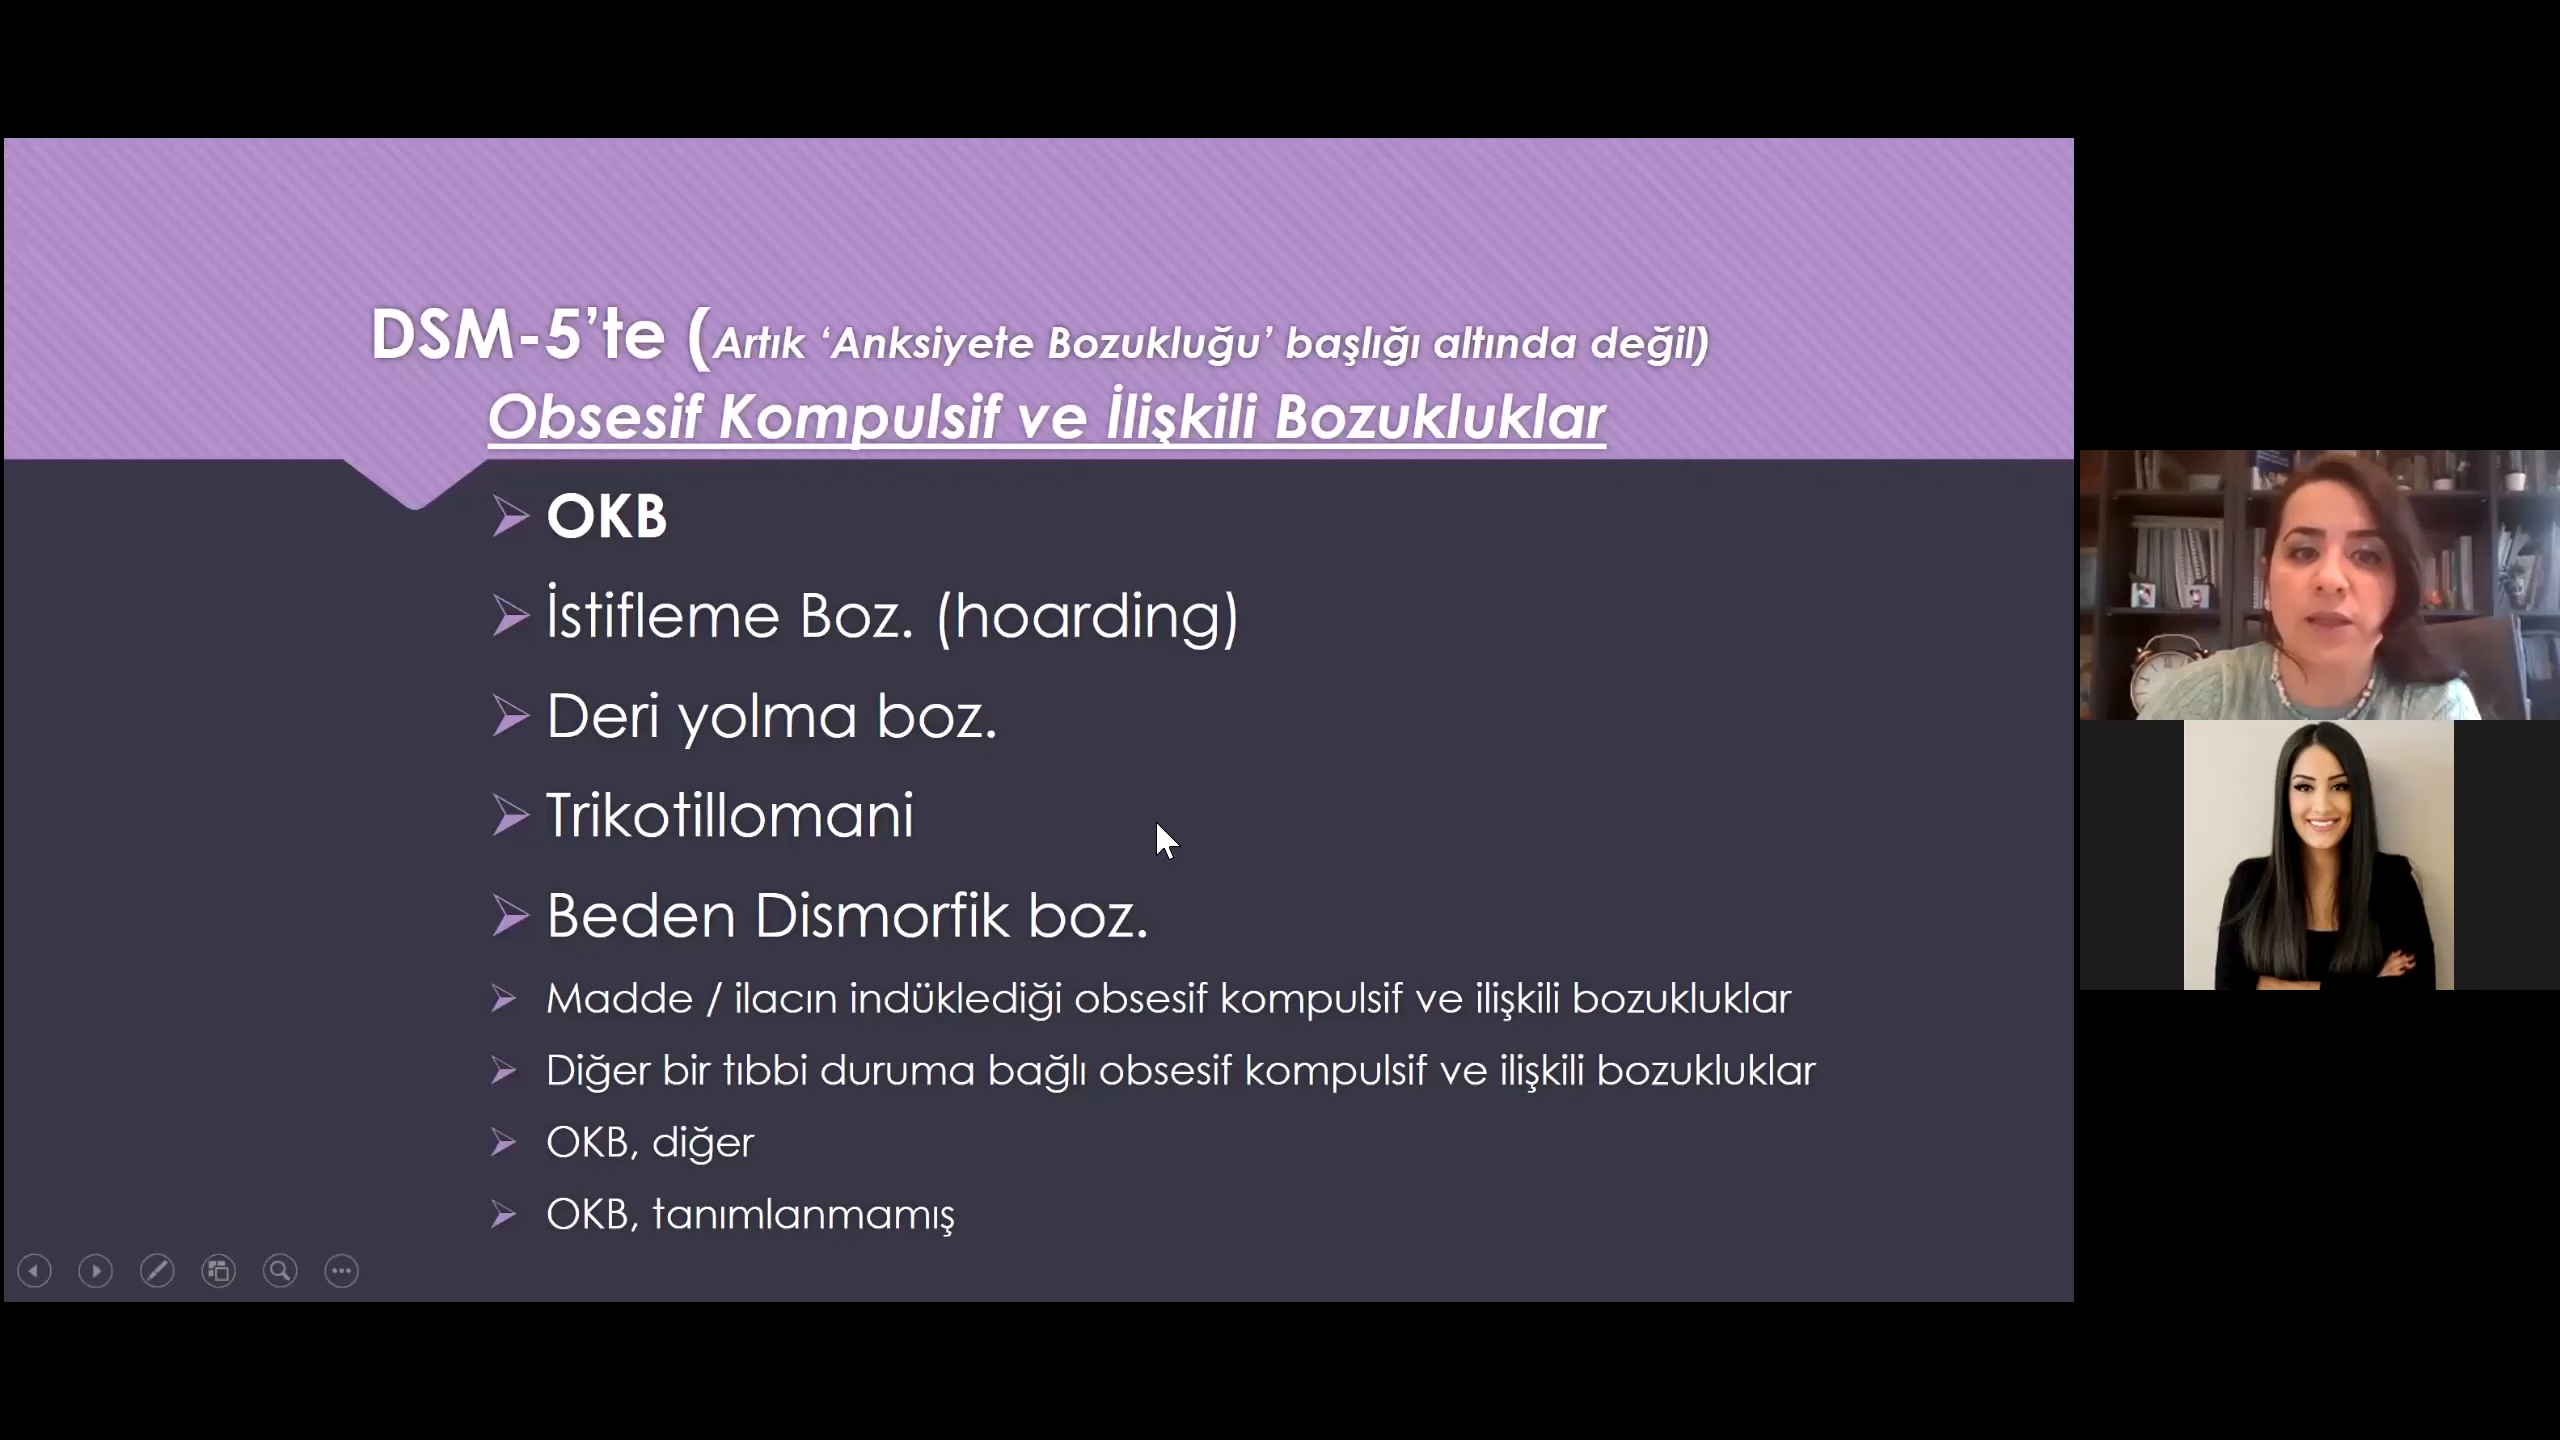 DSM-5’te (Artık ‘Anksiyete Bozukluğu’ başlığı altında değil)
Obsesif Kompulsif ve İlişkili Bozukluklar
OKB
İstifleme Boz. (hoarding)
Deri yolma boz.
Trikotillomani
Beden Dismorfik boz.
Madde / ilacın indüklediği obsesif kompulsif ve ilişkili bozukluklar
Diğer bir tıbbi duruma bağlı obsesif kompulsif ve ilişkili bozukluklar
OKB, diğer
OKB, tanımlanmamış